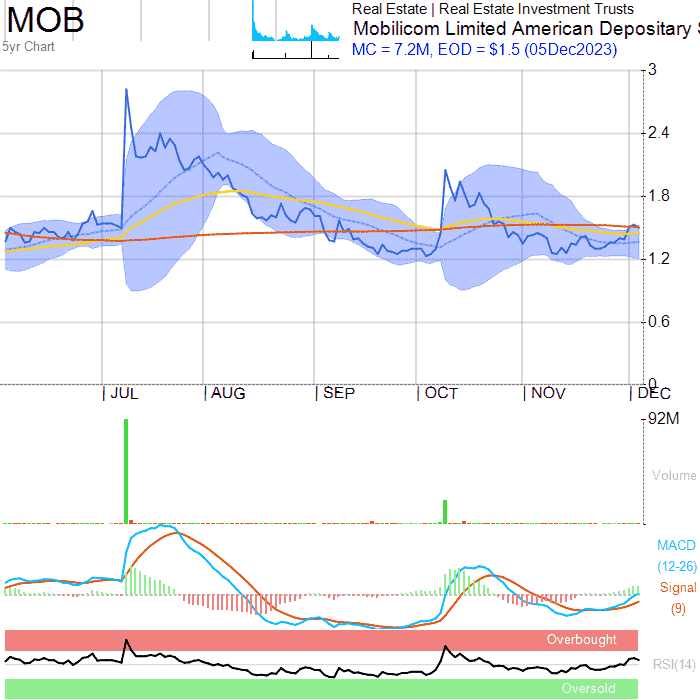 MOB
5yr Chart
Real Estate | Real Estate Investment Trusts
Mobilicom Limited American Depositary S
MC = 7.2M, EOD = $1.5 (05Dec2023)
3
2.4
1.8
1.2
0.6
0
JUL AUG SEP OCT NOV DEC
92M
Volume
MACD
(12-26)
Signal
(9)
Overbought
RSI(14)
Oversold